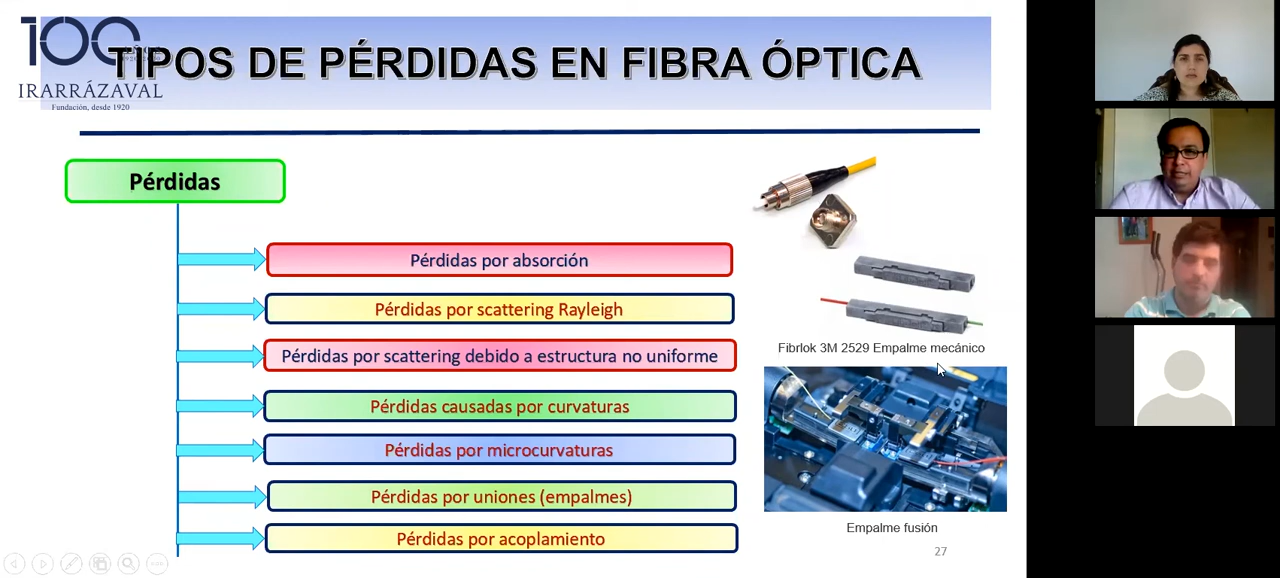 100
AÑOS
IRARRÁZAVAL
Fundación, desde 1920
TIPOS DE PÉRDIDAS EN FIBRA ÓPTICA
Pérdidas
Pérdidas por absorción
Pérdidas por scattering Rayleigh
Pérdidas por scattering debido a estructura no uniforme
Pérdidas causadas por curvaturas
Pérdidas por microcurvaturas
Pérdidas por uniones (empalmes)
Pérdidas por acoplamiento
Fibrlok 3M 2529 Empalme mecánico
Empalme fusión
27